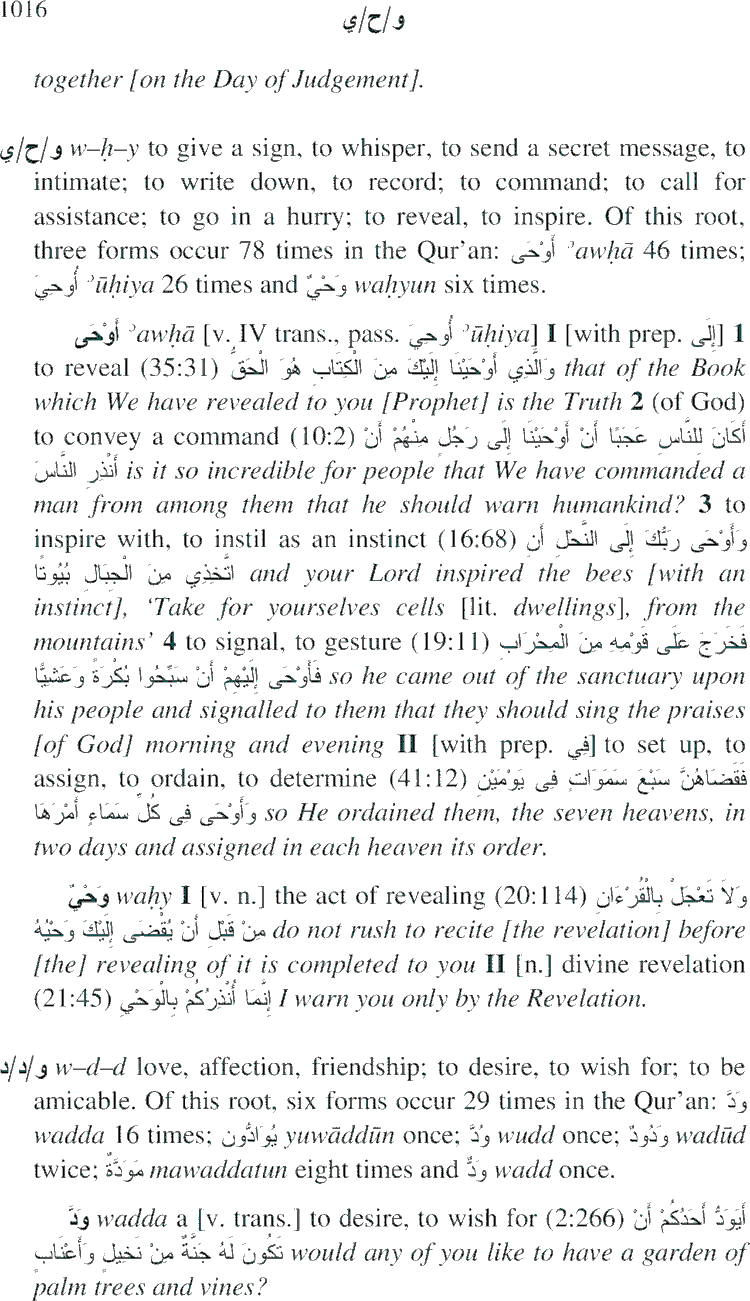 1016
و/ح/ي
together [on the Day of Judgement].
و/ح/ي w–ḥ–y to give a sign, to whisper, to send a secret message, to
intimate; to write down, to record; to command; to call for
assistance; to go in a hurry; to reveal, to inspire. Of this root,
three forms occur 78 times in the Qur’an: أَوْحَى ʾawḥā 46 times;
أُوحِيَ ʾūḥiya 26 times and وَحْيٌ waḥyun six times.
أَوْحَى ʾawḥā [v. IV trans., pass. أُوحِيَ ʾūḥiya] I [with prep. إِلَى] 1
to reveal (35:31) وَالَّذِي أَوْحَيْنَا إِلَيْكَ مِنَ الْكِتَابِ هُوَ الْحَقُّ that of the Book
which We have revealed to you [Prophet] is the Truth 2 (of God)
to convey a command (10:2) أَكَانَ لِلنَّاسِ عَجَبًا أَنْ أَوْحَيْنَا إِلَى رَجُلٍ مِنْهُمْ أَنْ
أَنْذِرِ النَّاسَ is it so incredible for people that We have commanded a
man from among them that he should warn humankind? 3 to
inspire with, to instil as an instinct (16:68) وَأَوْحَى رَبُّكَ إِلَى النَّحْلِ أَنِ
اتَّخِذِي مِنَ الْجِبَالِ بُيُوتًا and your Lord inspired the bees [with an
instinct], ‘Take for yourselves cells [lit. dwellings], from the
mountains’ 4 to signal, to gesture (19:11) فَخَرَجَ عَلَى قَوْمِهِ مِنَ الْمِحْرَابِ
فَأَوْحَى إِلَيْهِمْ أَنْ سَبِّحُوا بُكْرَةً وَعَشِيًّا so he came out of the sanctuary upon
his people and signalled to them that they should sing the praises
[of God] morning and evening II [with prep. فِي] to set up, to
assign, to ordain, to determine (41:12) فَقَضَاهُنَّ سَبْعَ سَمَوَاتٍ فِى يَوْمَيْنِ
وَأَوْحَى فِى كُلِّ سَمَاءٍ أَمْرَهَا so He ordained them, the seven heavens, in
two days and assigned in each heaven its order.
وَحْيٌ waḥy I [v. n.] the act of revealing (20:114) وَلَا تَعْجَلْ بِالْقُرْءَانِ
مِنْ قَبْلِ أَنْ يُقْضَى إِلَيْكَ وَحْيُهُ do not rush to recite [the revelation] before
[the] revealing of it is completed to you II [n.] divine revelation
(21:45) إِنَّمَا أُنْذِرُكُمْ بِالْوَحْيِ I warn you only by the Revelation.
و/د/د w–d–d love, affection, friendship; to desire, to wish for; to be
amicable. Of this root, six forms occur 29 times in the Qur’an: وَدَّ
wadda 16 times; يُوَادُّون yuwāddūn once; وُدّ wudd once; وَدُودٌ wadūd
twice; مَوَدَّةٌ mawaddatun eight times and وَدٌّ wadd once.
وَدَّ wadda a [v. trans.] to desire, to wish for (2:266) أَيَوَدُّ أَحَدُكُمْ أَنْ
تَكُونَ لَهُ جَنَّةٌ مِنْ نَخِيلٍ وَأَعْنَابٍ would any of you like to have a garden of
palm trees and vines?